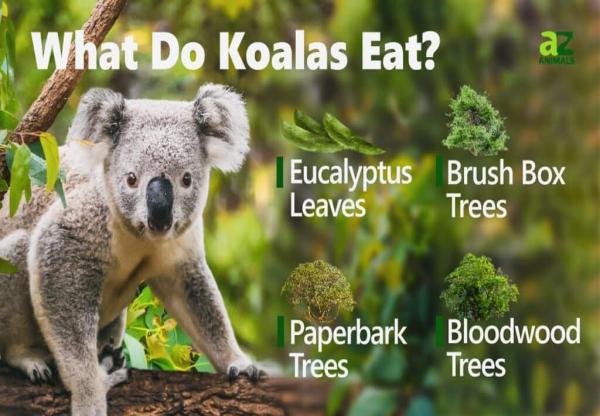 What Do Koalas Eat?
az
ANIMALS
Eucalyptus
Leaves
Brush Box
Trees
Paperbark
Trees
Bloodwood
Trees